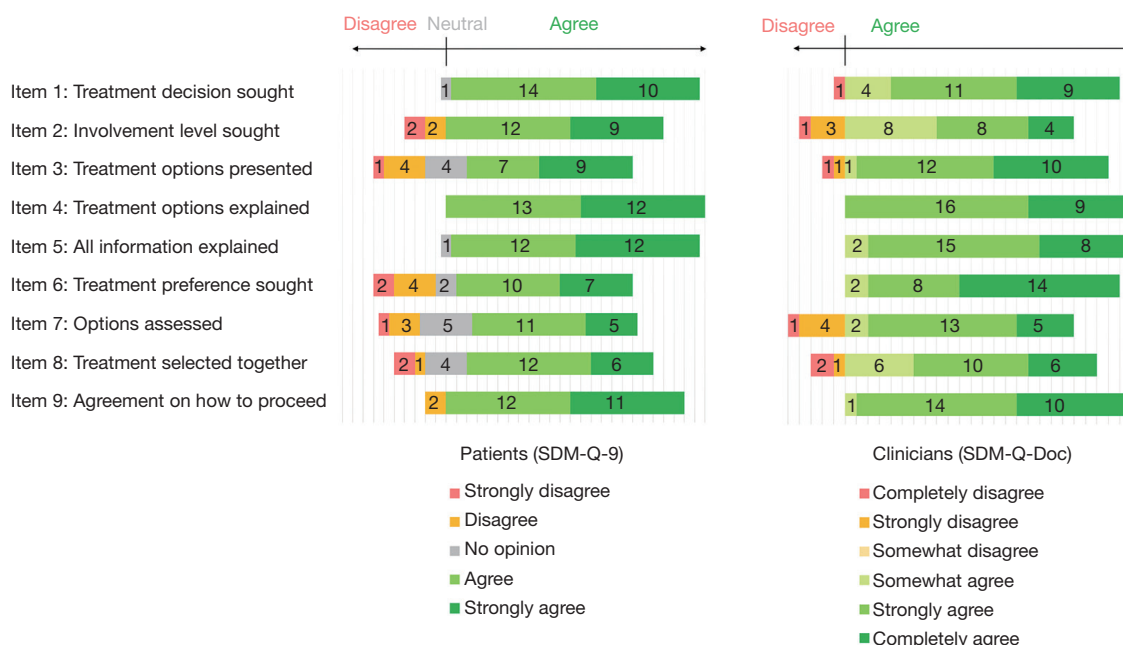 Disagree Neutral Agree
Disagree Agree
Item 1: Treatment decision sought 1 14 10 1 4 11 9
Item 2: Involvement level sought 2 2 12 9 1 3 8 8 4
Item 3: Treatment options presented 1 4 4 7 9 1 1 1 12 10
Item 4: Treatment options explained 13 12 16 9
Item 5: All information explained 1 12 12 2 15 8
Item 6: Treatment preference sought 2 4 2 10 7 2 8 14
Item 7: Options assessed 1 3 5 11 5 1 4 2 13 5
Item 8: Treatment selected together 2 1 4 12 6 2 1 6 10 6
Item 9: Agreement on how to proceed 2 12 11 1 14 10
Patients (SDM-Q-9)
Strongly disagree
Disagree
No opinion
Agree
Strongly agree
Clinicians (SDM-Q-Doc)
Completely disagree
Strongly disagree
Somewhat disagree
Somewhat agree
Strongly agree
Completely agree